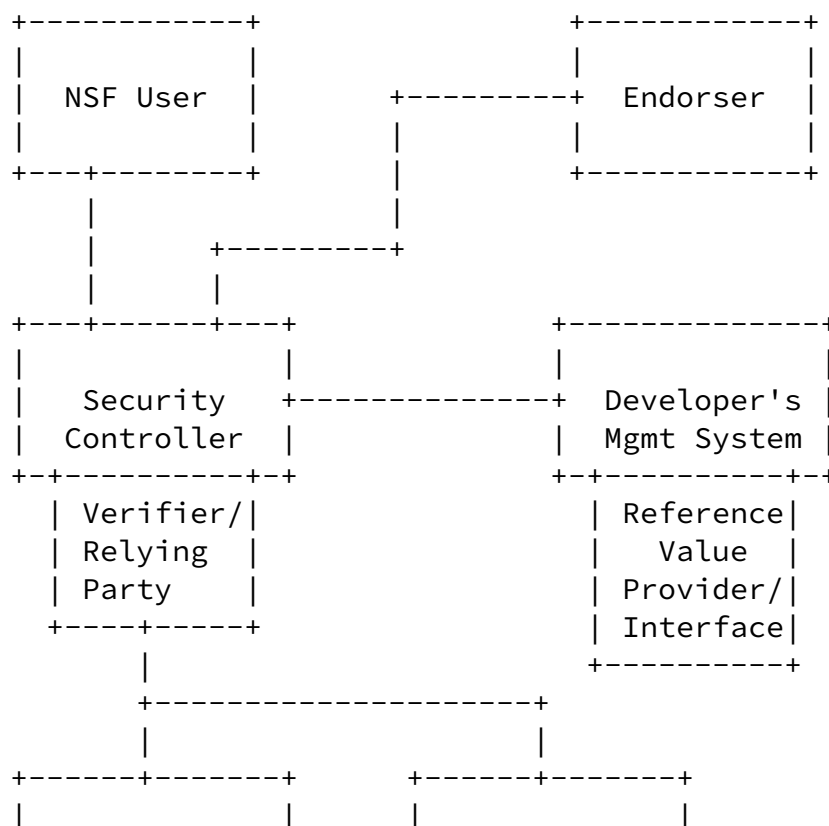 NSF User
Endorser
Security
Controller
Developer's
Mgmt System
Verifier/
Relying
Party
Reference
Value
Provider/
Interface